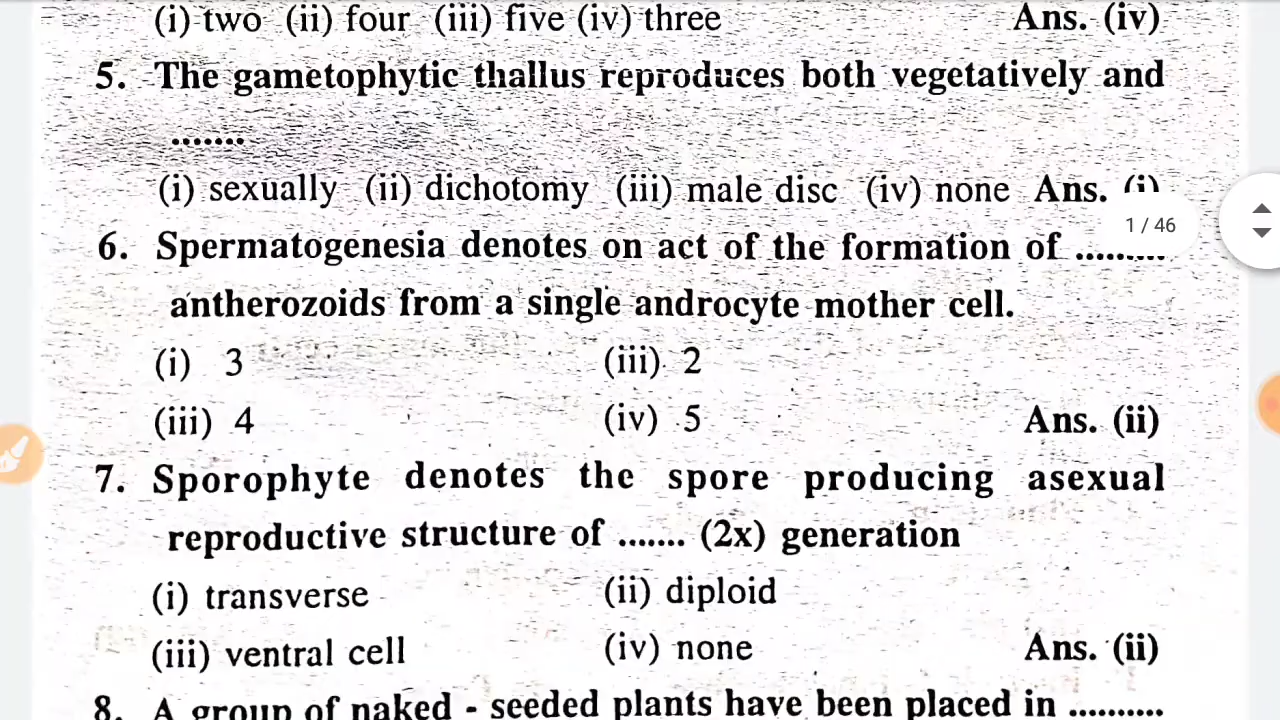 (i) two (ii) four (iii) five (iv) three Ans. (iv)
5. The gametophytic thallus reproduces both vegetatively and
........
(i) sexually (ii) dichotomy (iii) male disc (iv) none Ans. (i)
1 / 46
6. Spermatogenesia denotes on act of the formation of ..........
antherozoids from a single androcyte mother cell.
(i) 3 (iii) 2
(iii) 4 (iv) 5 Ans. (ii)
7. Sporophyte denotes the spore producing asexual
reproductive structure of ....... (2x) generation
(i) transverse (ii) diploid
(iii) ventral cell (iv) none Ans. (ii)
8. A group of naked - seeded plants have been placed in ..........